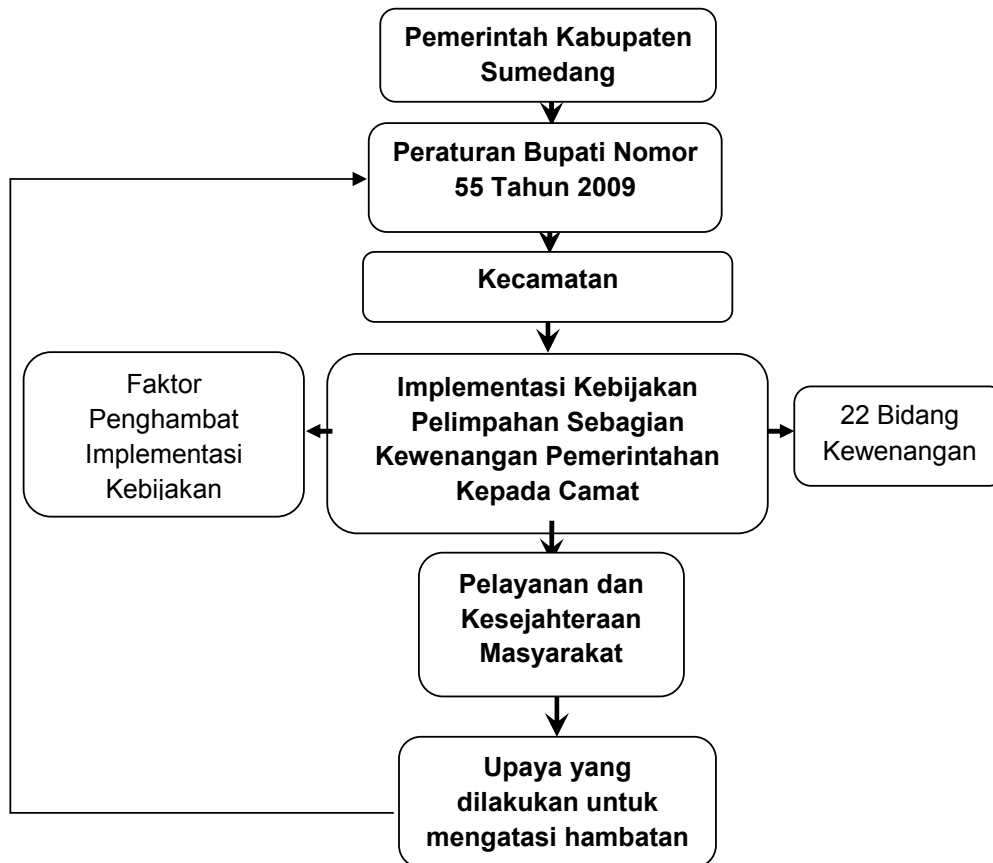 Pemerintah Kabupaten
Sumedang
Peraturan Bupati Nomor
55 Tahun 2009
Kecamatan
Faktor
Penghambat
Implementasi
Kebijakan
Implementasi Kebijakan
Pelimpahan Sebagian
Kewenangan Pemerintahan
Kepada Camat
22 Bidang
Kewenangan
Pelayanan dan
Kesejahteraan
Masyarakat
Upaya yang
dilakukan untuk
mengatasi hambatan